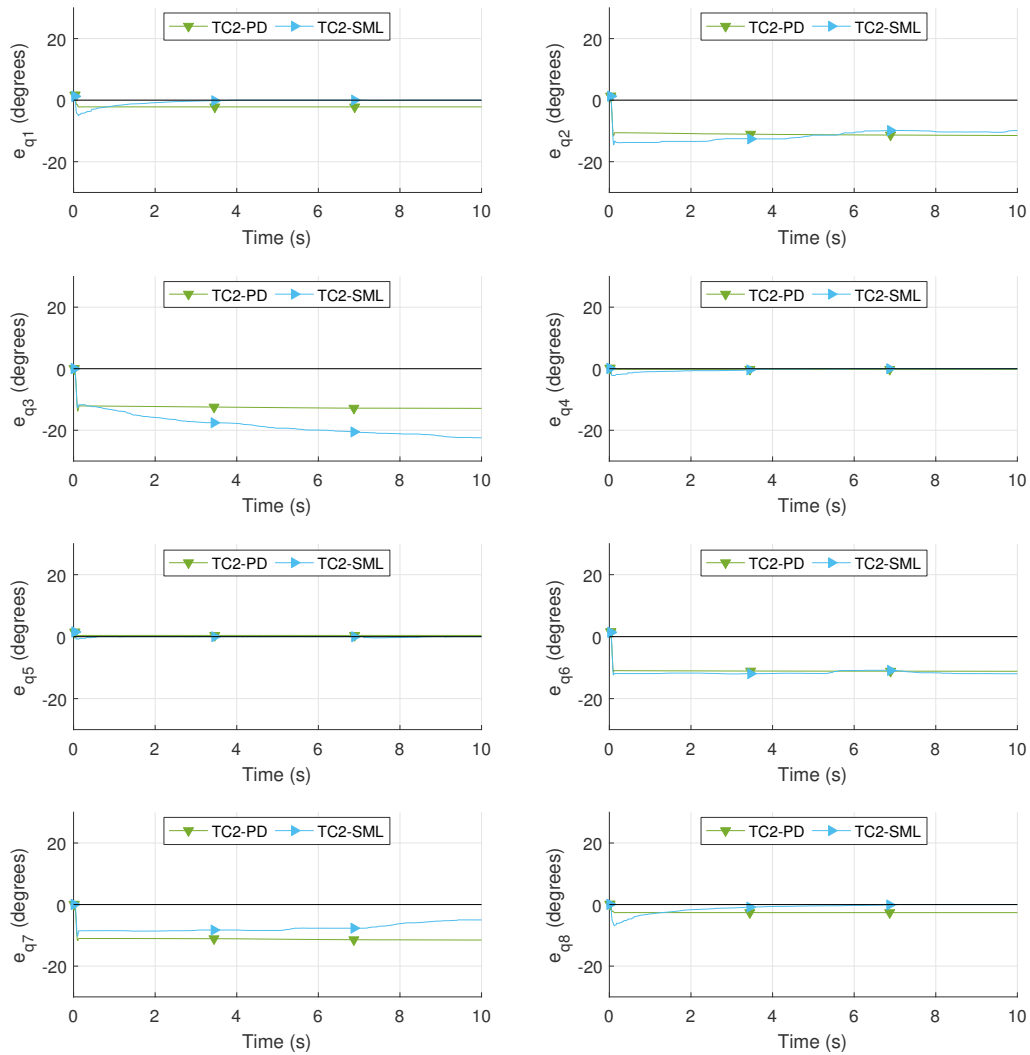 TC2-PD TC2-SML
20
0
-20
e_q1 (degrees)
0 2 4 6 8 10
Time (s)
TC2-PD TC2-SML
20
0
-20
e_q2 (degrees)
0 2 4 6 8 10
Time (s)
TC2-PD TC2-SML
20
0
-20
e_q3 (degrees)
0 2 4 6 8 10
Time (s)
TC2-PD TC2-SML
20
0
-20
e_q4 (degrees)
0 2 4 6 8 10
Time (s)
TC2-PD TC2-SML
20
0
-20
e_q5 (degrees)
0 2 4 6 8 10
Time (s)
TC2-PD TC2-SML
20
0
-20
e_q6 (degrees)
0 2 4 6 8 10
Time (s)
TC2-PD TC2-SML
20
0
-20
e_q7 (degrees)
0 2 4 6 8 10
Time (s)
TC2-PD TC2-SML
20
0
-20
e_q8 (degrees)
0 2 4 6 8 10
Time (s)